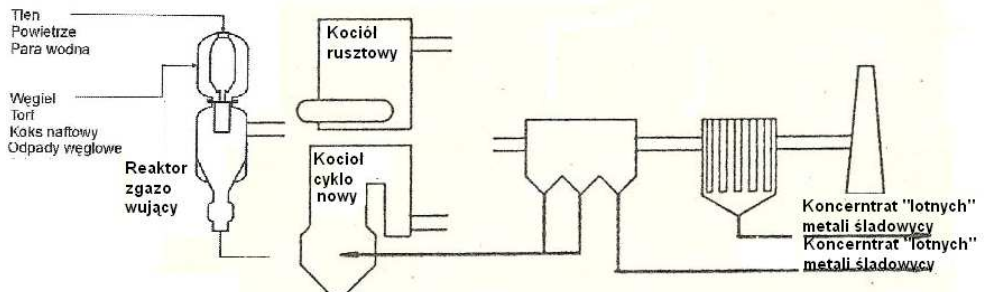 Tlen
Powietrze
Para wodna
Węgiel
Torf
Koks naftowy
Odpady węglowe
Reaktor
zgazo
wujący
Kociół
rusztowy
Kocioł
cyklo
nowy
Koncerntrat "lotnych"
metali śladowycy
Koncerntrat "lotnych"
metali śladowycy